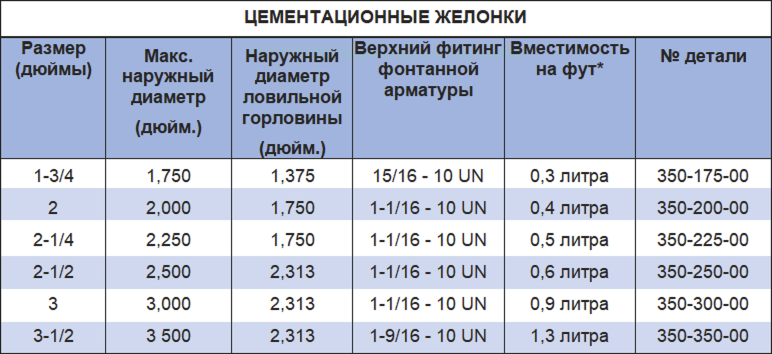 ЦЕМЕНТАЦИОННЫЕ ЖЕЛОНКИ
Размер (дюймы) | Макс. наружный диаметр (дюйм.) | Наружный диаметр ловильной горловины (дюйм.) | Верхний фитинг фонтанной арматуры | Вместимость на фут* | № детали
1-3/4 | 1,750 | 1,375 | 15/16 - 10 UN | 0,3 литра | 350-175-00
2 | 2,000 | 1,750 | 1-1/16 - 10 UN | 0,4 литра | 350-200-00
2-1/4 | 2,250 | 1,750 | 1-1/16 - 10 UN | 0,5 литра | 350-225-00
2-1/2 | 2,500 | 2,313 | 1-1/16 - 10 UN | 0,6 литра | 350-250-00
3 | 3,000 | 2,313 | 1-1/16 - 10 UN | 0,9 литра | 350-300-00
3-1/2 | 3 500 | 2,313 | 1-9/16 - 10 UN | 1,3 литра | 350-350-00